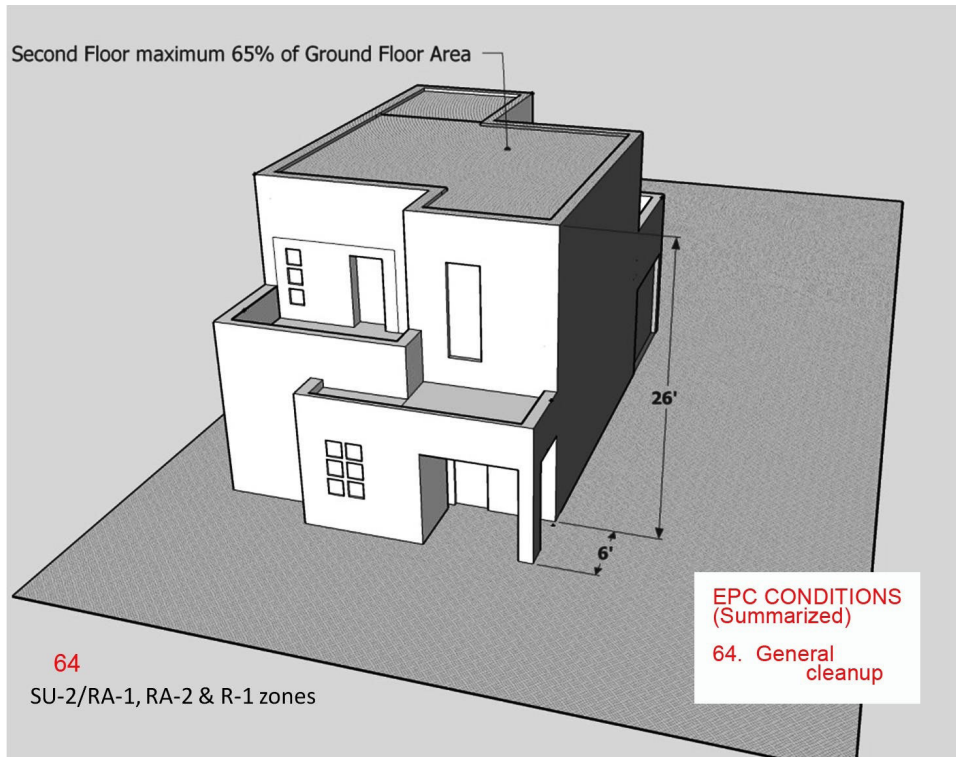 Second Floor maximum 65% of Ground Floor Area
26'
6'
EPC CONDITIONS
(Summarized)
64. General
cleanup
64
SU-2/RA-1, RA-2 & R-1 zones